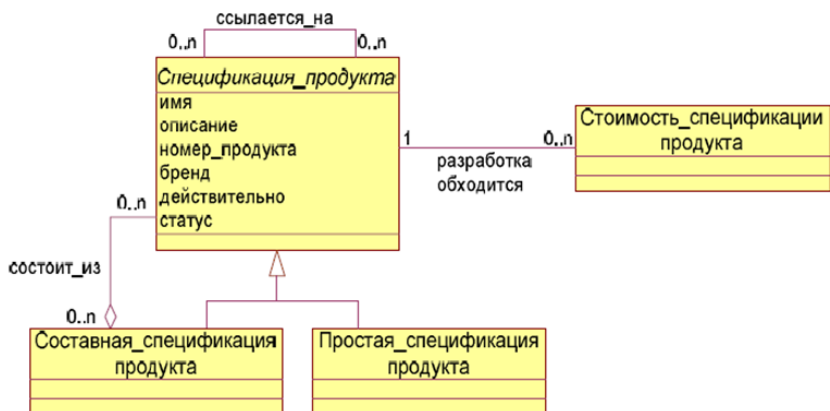 ссылается_на
0..n
0..n
Спецификация_продукта
имя
описание
номер_продукта
бренд
действительно
статус
1
0..n
разработка
обходится
Стоимость_спецификации
продукта
0..n
состоит_из
0..n
Составная_спецификация
продукта
Простая_спецификация
продукта